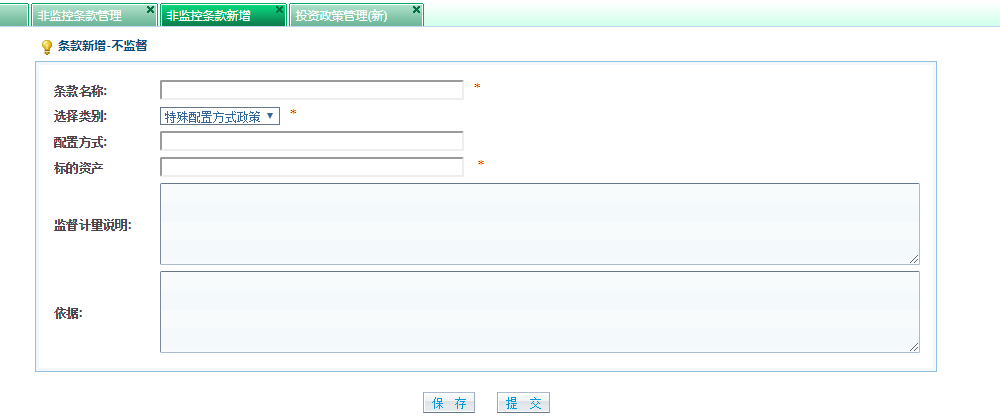 非监控条款管理 × 非监控条款新增 × 投资政策管理(新) ×
条款新增-不监督
条款名称: *
选择类别: 特殊配置方式政策 ▼ *
配置方式:
标的资产 *
监督计量说明:
依据:
保 存 提 交